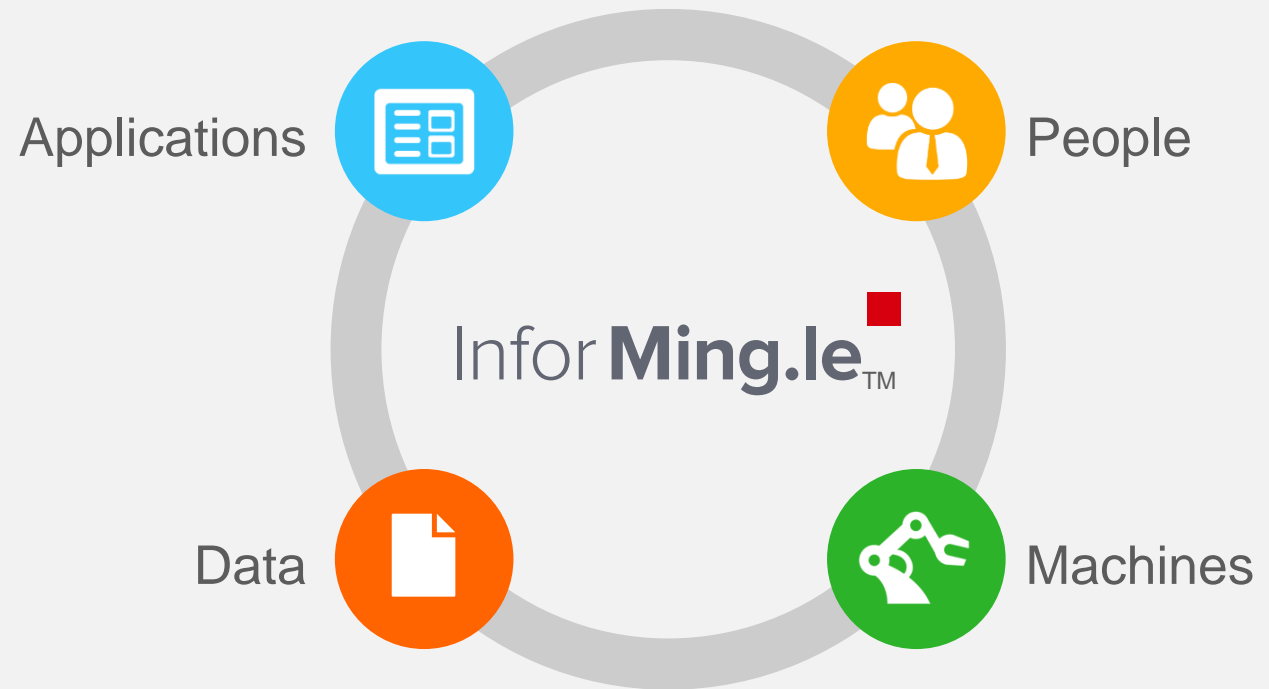 Applications
People
Infor Ming.le™
Data
Machines